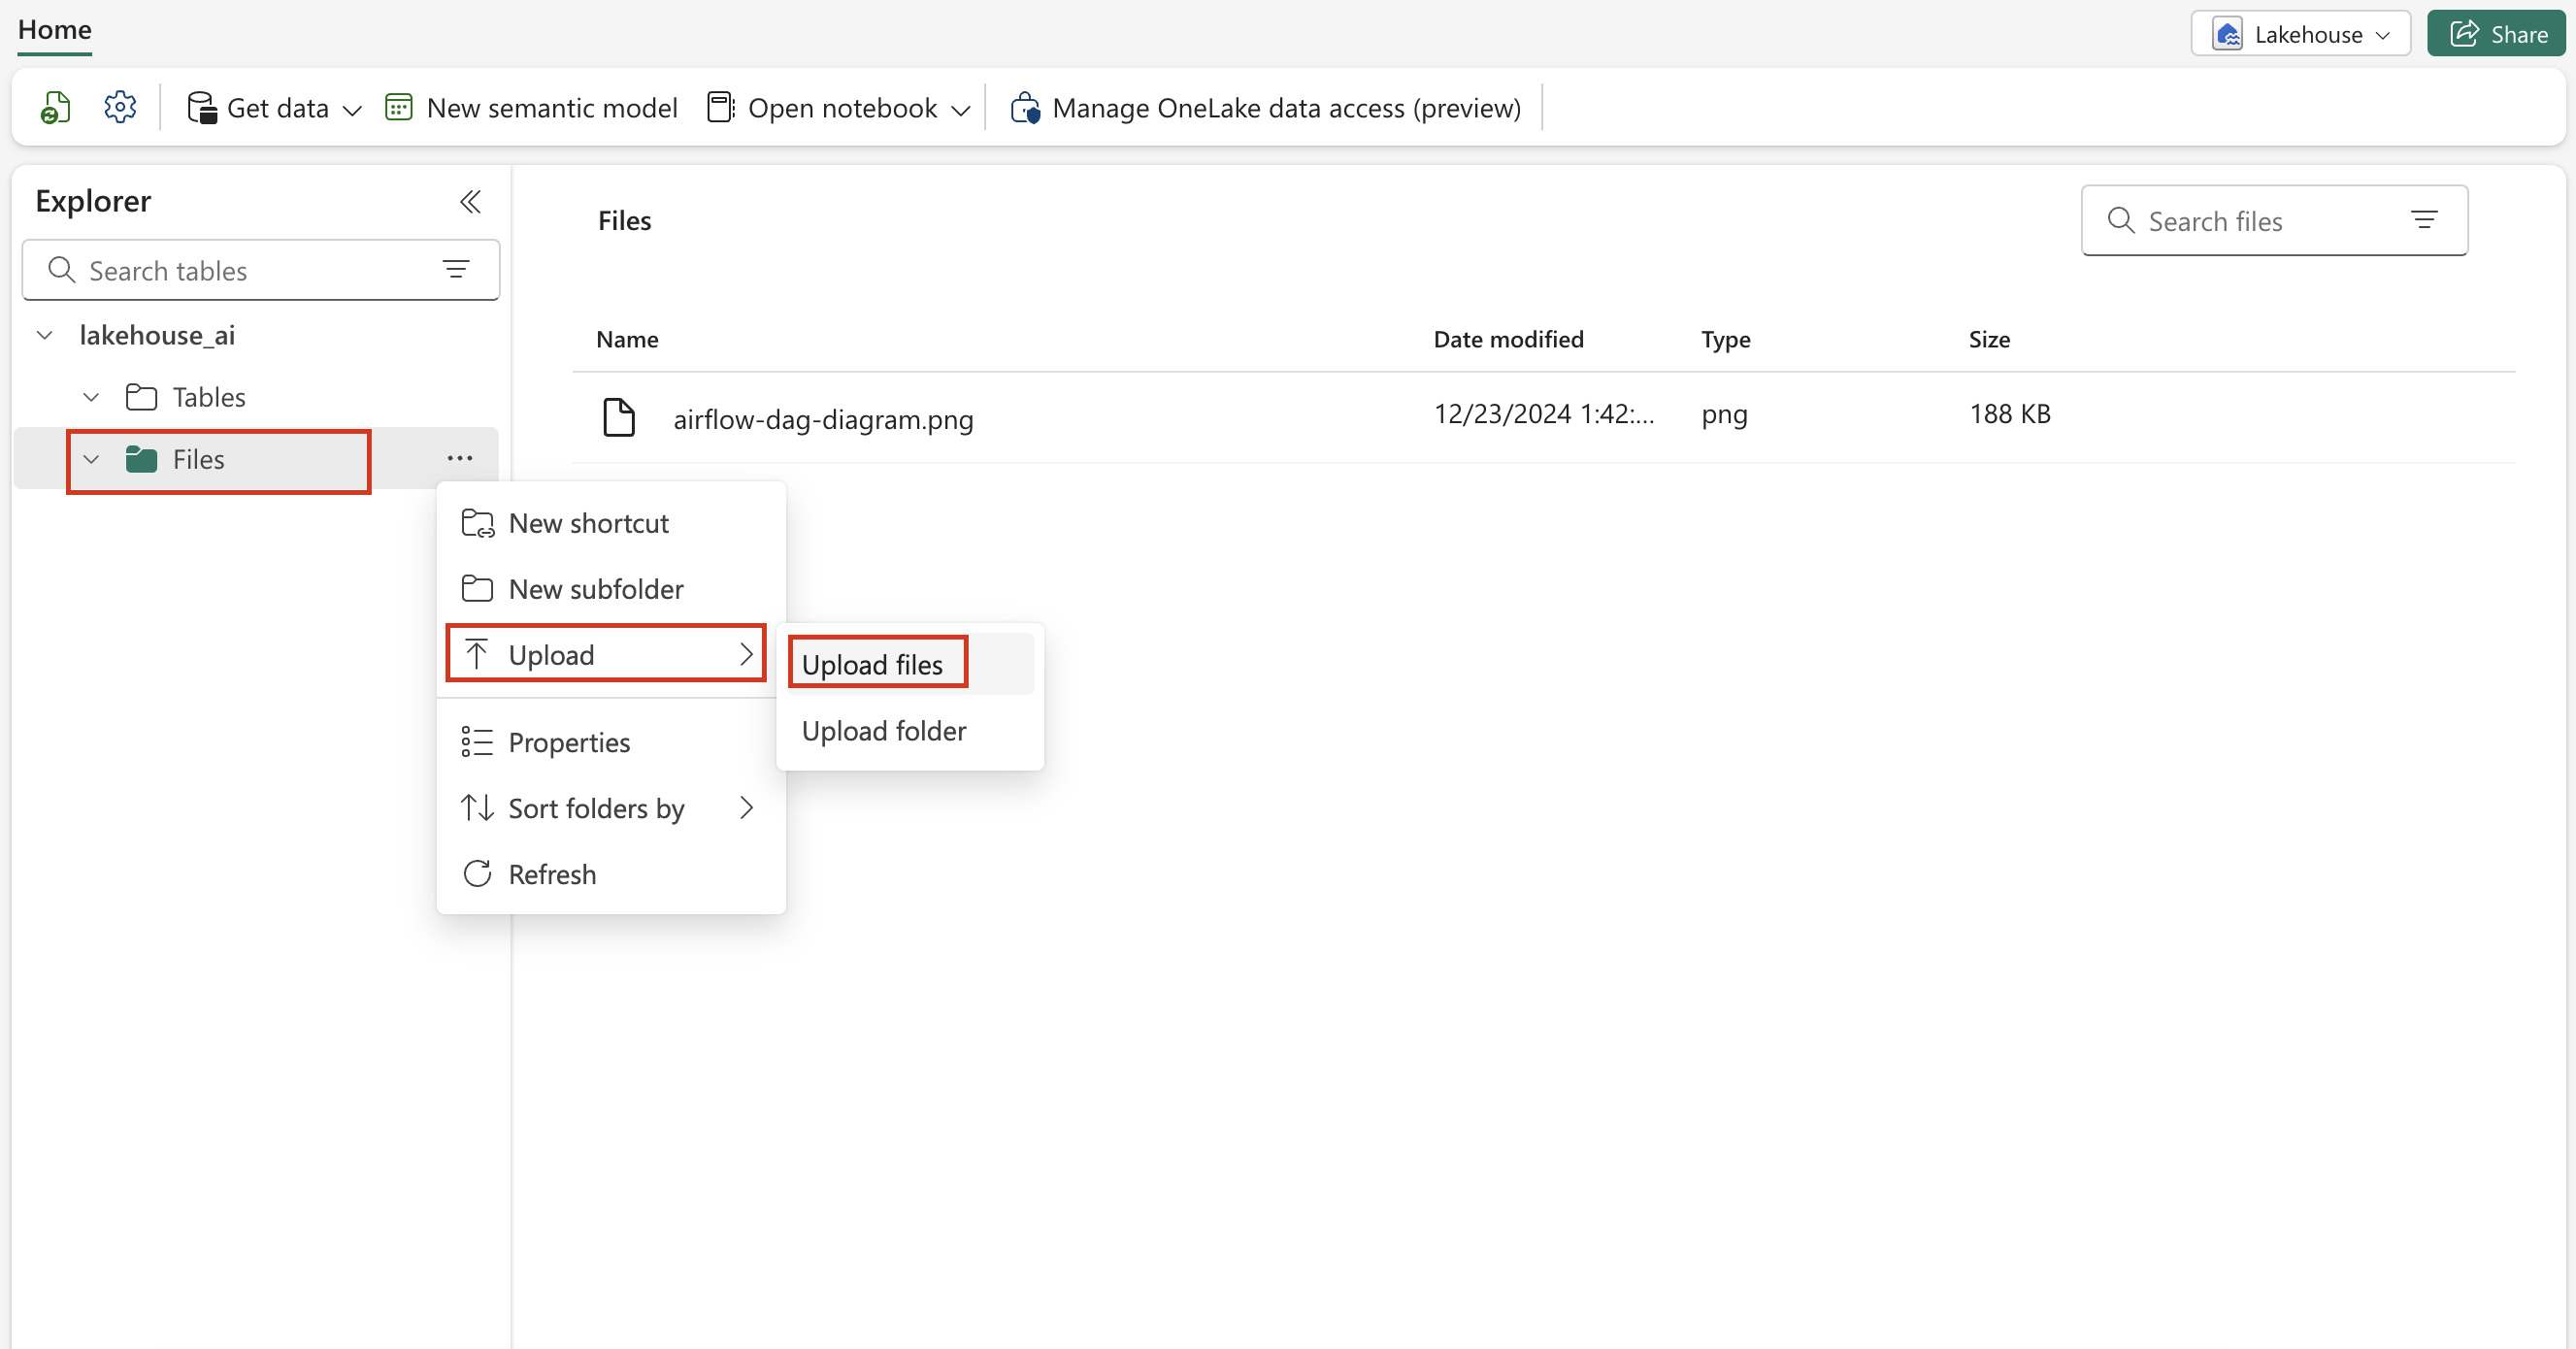 Home
Lakehouse
Share
Get data
New semantic model
Open notebook
Manage OneLake data access (preview)
Explorer
Search tables
lakehouse_ai
Tables
Files
Files
Search files
Name Date modified Type Size
airflow-dag-diagram.png 12/23/2024 1:42:... png 188 KB
New shortcut
New subfolder
Upload
Properties
Sort folders by
Refresh
Upload files
Upload folder